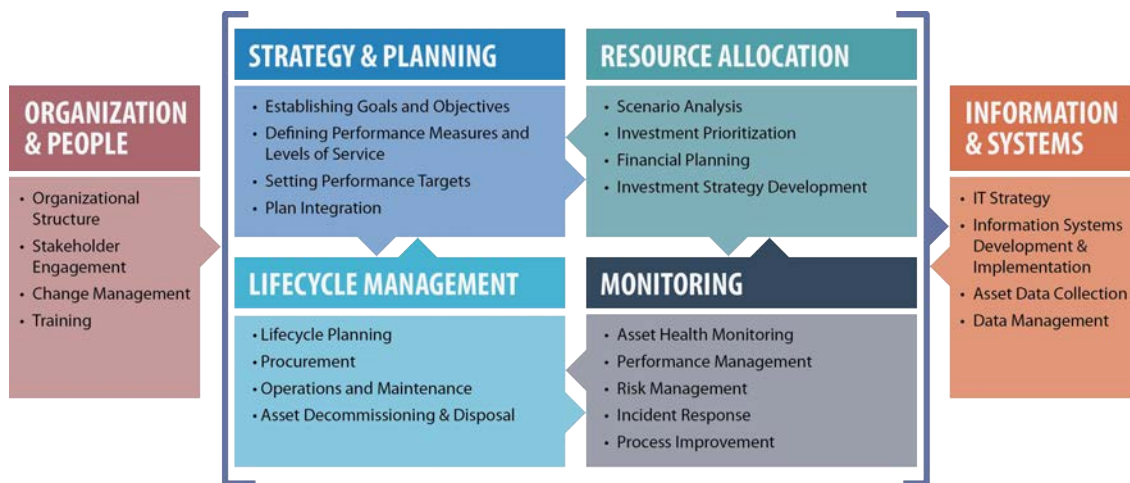 ORGANIZATION
& PEOPLE
• Organizational
Structure
• Stakeholder
Engagement
• Change Management
• Training
STRATEGY & PLANNING
• Establishing Goals and Objectives
• Defining Performance Measures and
Levels of Service
• Setting Performance Targets
• Plan Integration
RESOURCE ALLOCATION
• Scenario Analysis
• Investment Prioritization
• Financial Planning
• Investment Strategy Development
LIFECYCLE MANAGEMENT
• Lifecycle Planning
• Procurement
• Operations and Maintenance
• Asset Decommissioning & Disposal
MONITORING
• Asset Health Monitoring
• Performance Management
• Risk Management
• Incident Response
• Process Improvement
INFORMATION
& SYSTEMS
• IT Strategy
• Information Systems
Development &
Implementation
• Asset Data Collection
• Data Management